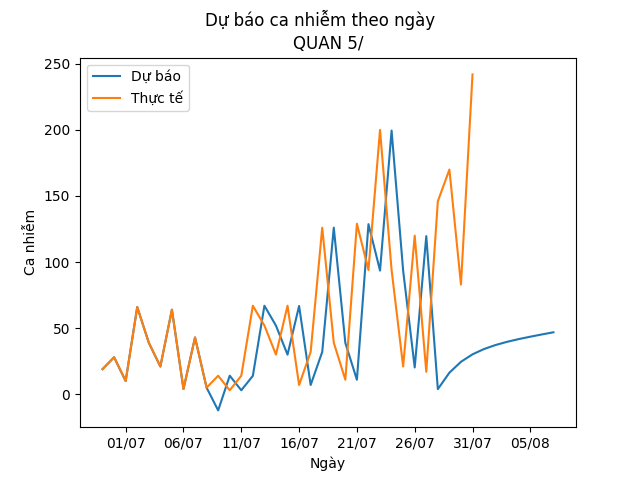 Dự báo ca nhiễm theo ngày
QUAN 5/
Dự báo
Thực tế
Ca nhiễm
250
200
150
100
50
0
01/07 06/07 11/07 16/07 21/07 26/07 31/07 05/08
Ngày